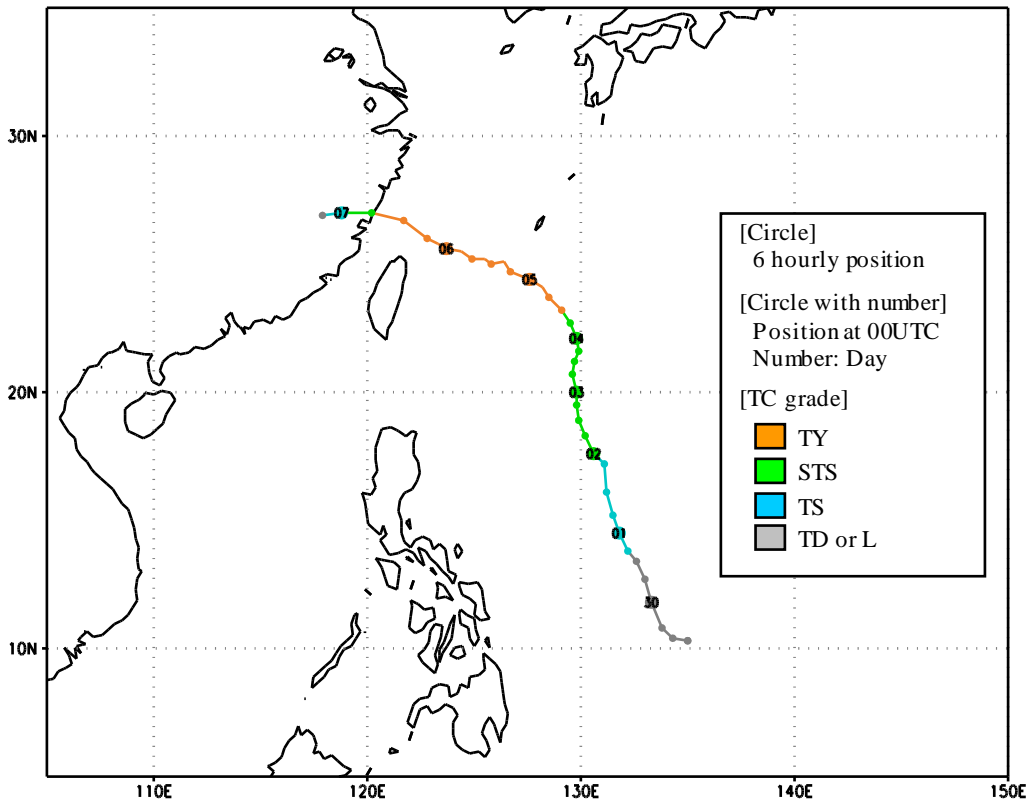 30N
20N
10N
110E
120E
130E
140E
150E
07
06
05
04
03
02
01
30
[Circle]
6 hourly position
[Circle with number]
Position at 00UTC
Number: Day
[TC grade]
TY
STS
TS
TD or L